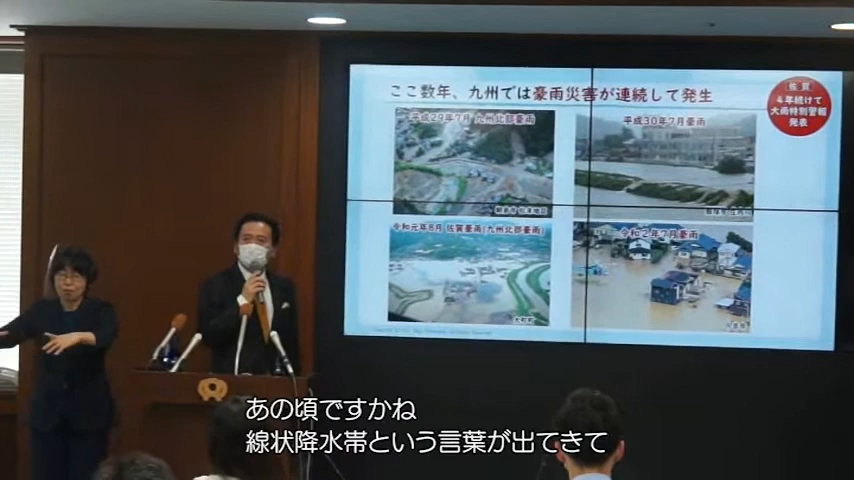 ここ数年、九州では豪雨災害が連続して発生
佐賀
4年続けて
大雨特別警報
発表
平成29年7月 九州北部豪雨
平成30年7月豪雨
令和元年8月 佐賀豪雨(九州北部豪雨)
令和2年7月豪雨
大町町
あの頃ですかね
線状降水帯という言葉が出てきて